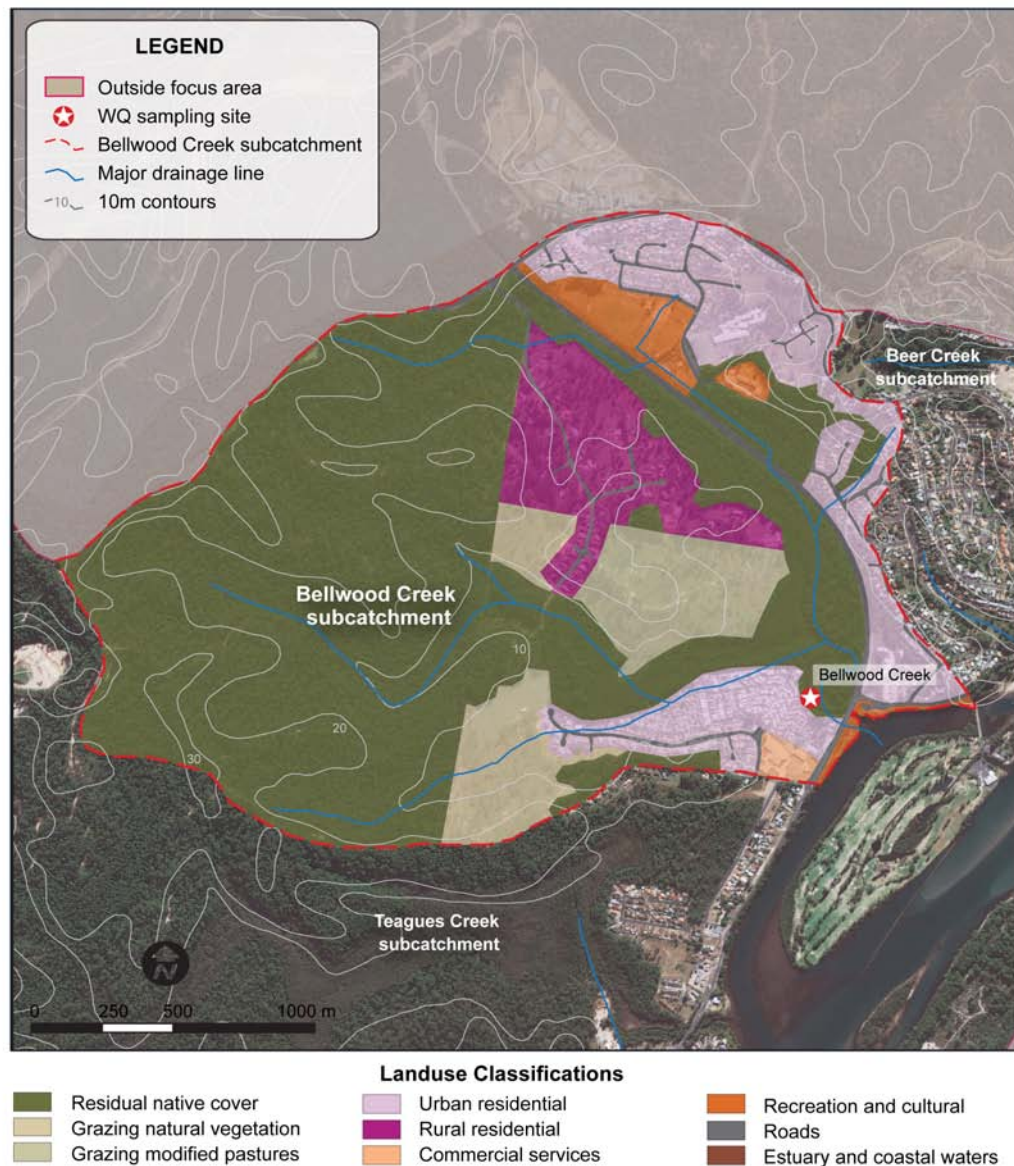 LEGEND
Outside focus area
WQ sampling site
Bellwood Creek subcatchment
Major drainage line
10
10m contours
Beer Creek
subcatchment
Bellwood Creek
subcatchment
10
Bellwood Creek
20
30
Teagues Creek
subcatchment
N
0 250 500 1000 m
Landuse Classifications
Residual native cover
Urban residential
Recreation and cultural
Grazing natural vegetation
Rural residential
Roads
Grazing modified pastures
Commercial services
Estuary and coastal waters